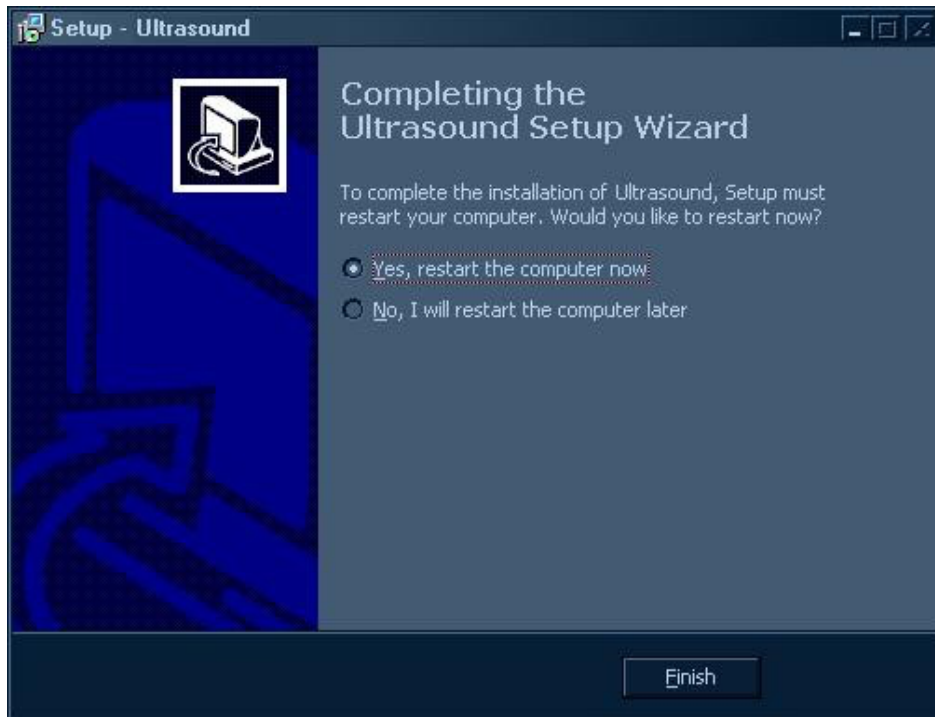 Setup - Ultrasound
Completing the
Ultrasound Setup Wizard
To complete the installation of Ultrasound, Setup must
restart your computer. Would you like to restart now?
Yes, restart the computer now
No, I will restart the computer later
Finish